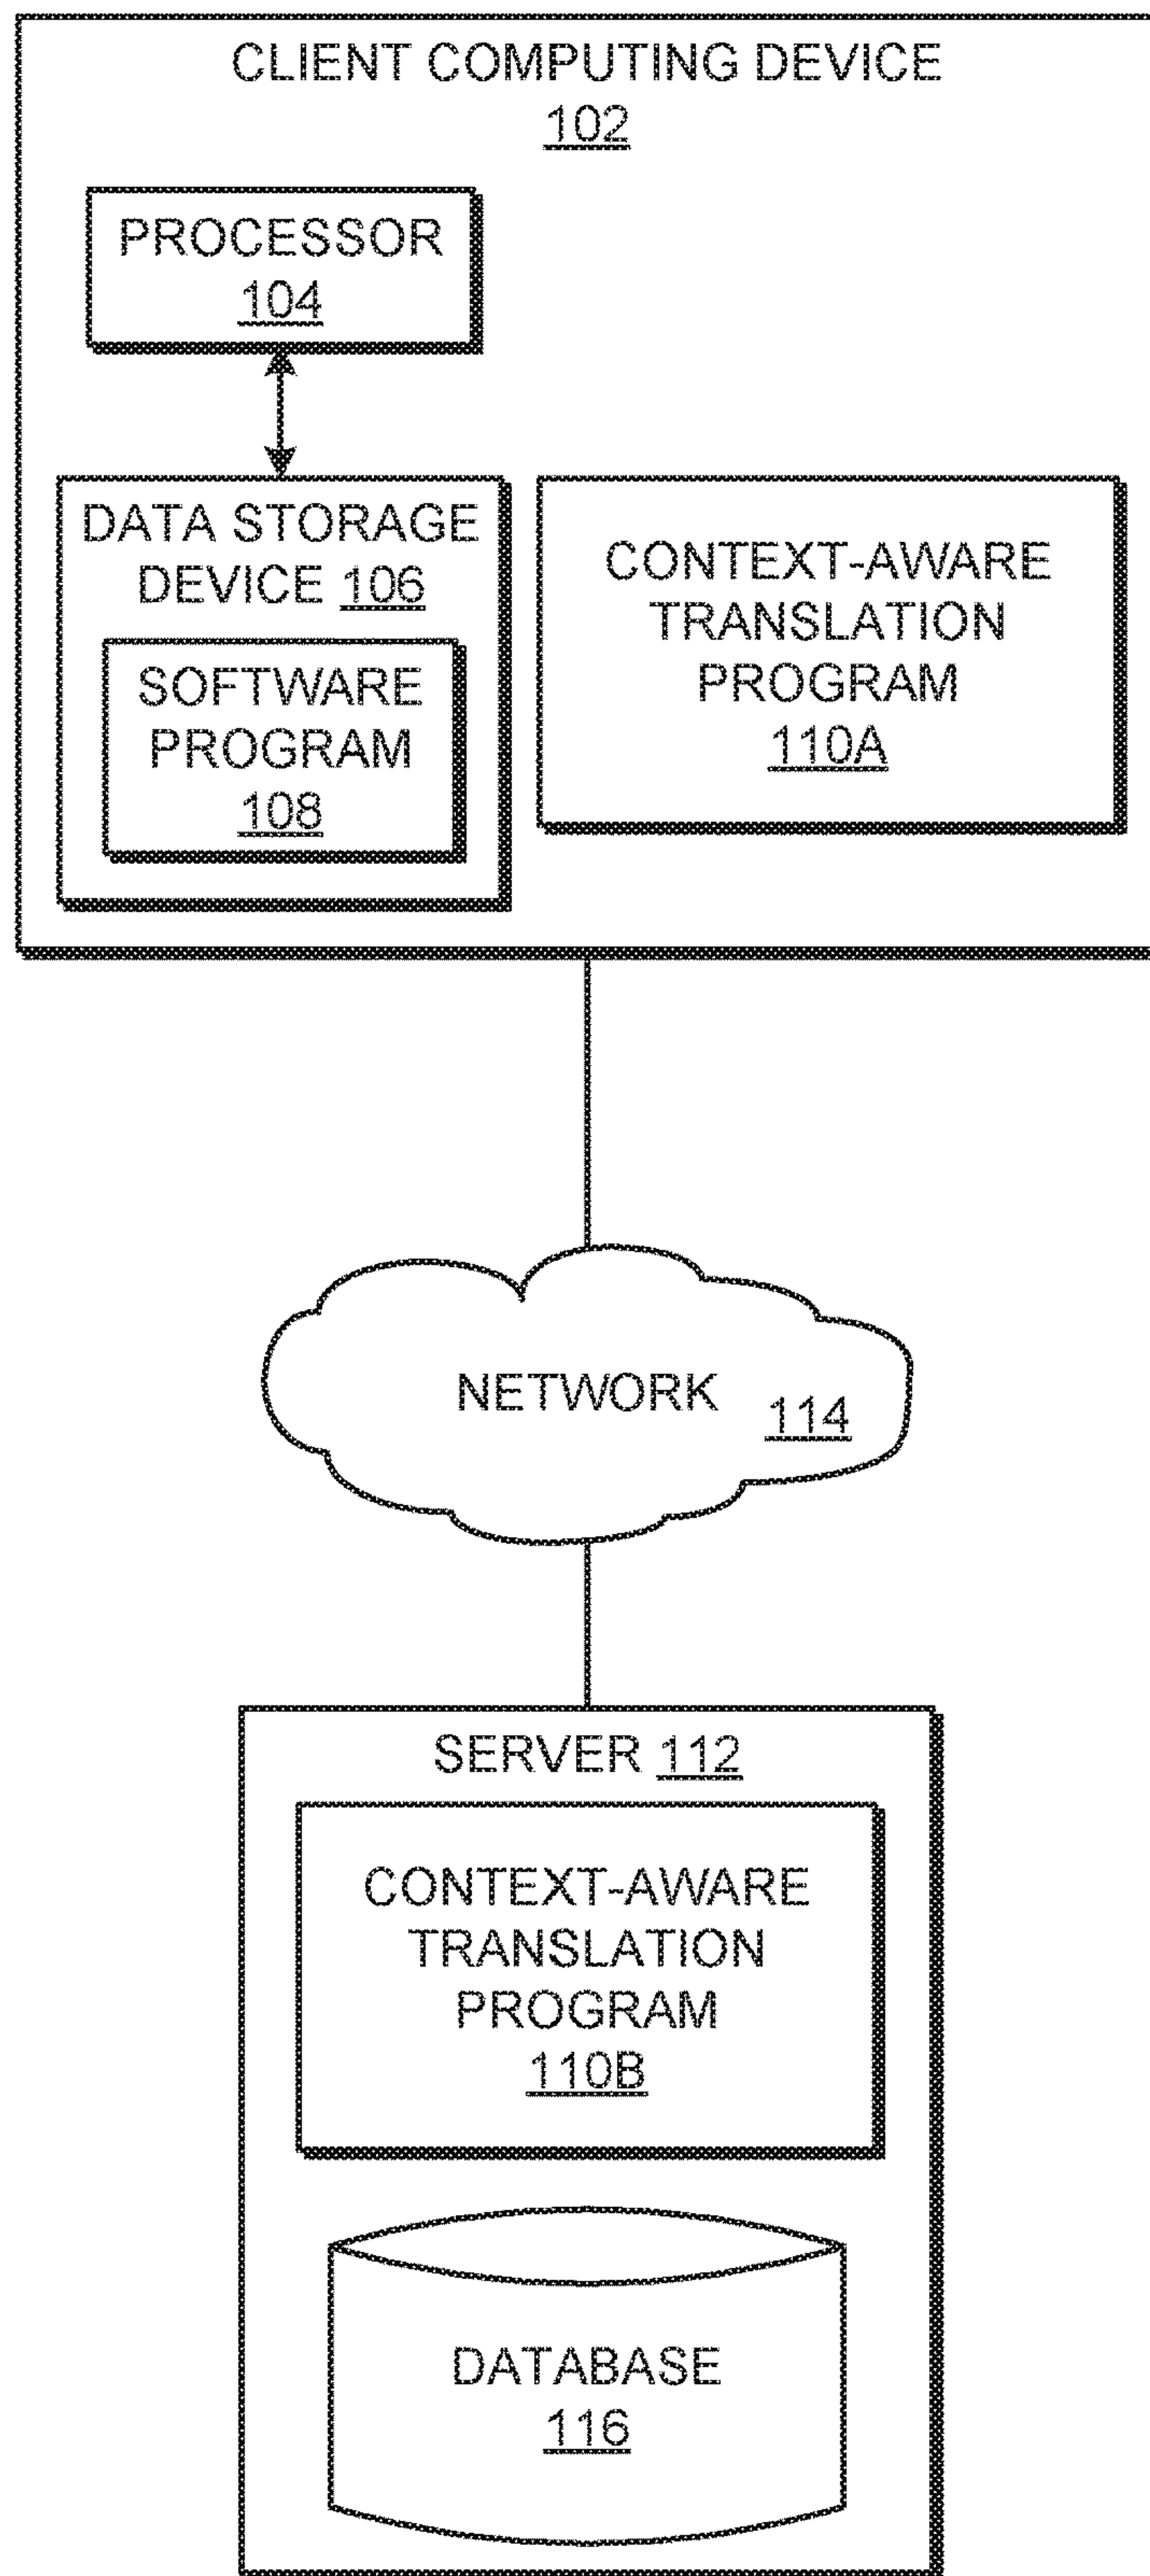 CLIENT COMPUTING DEVICE
102
PROCESSOR
104
DATA STORAGE
DEVICE 106
SOFTWARE
PROGRAM
108
CONTEXT-AWARE
TRANSLATION
PROGRAM
110A
NETWORK 114
SERVER 112
CONTEXT-AWARE
TRANSLATION
PROGRAM
110B
DATABASE
116